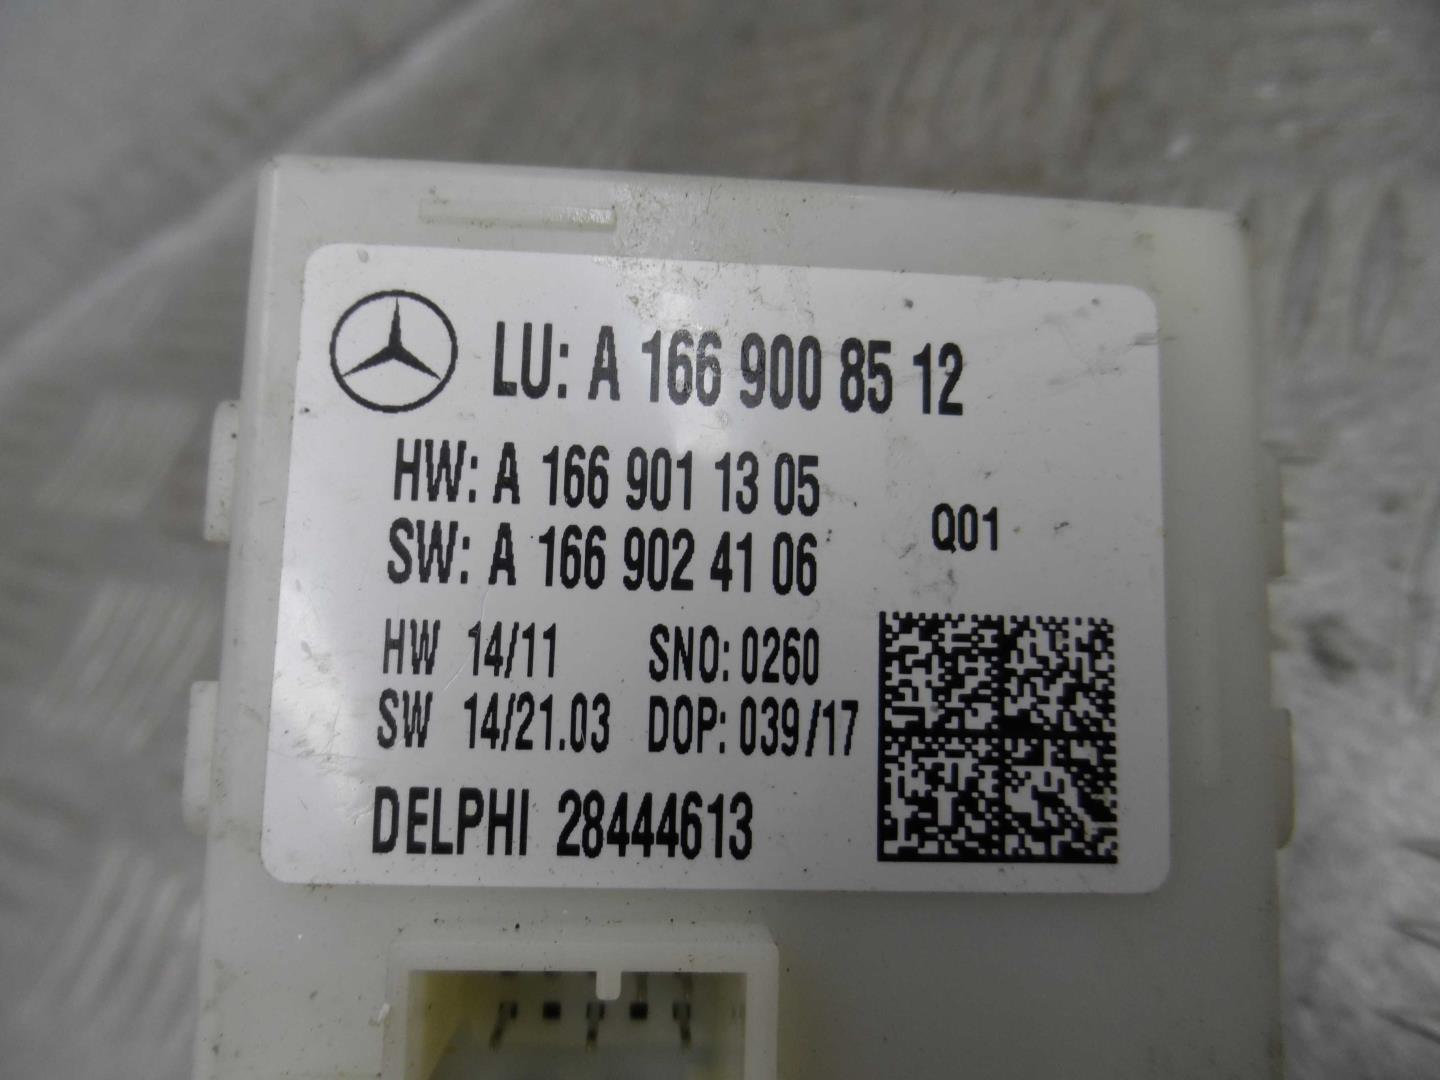 LU: A 166 900 85 12
HW: A 166 901 13 05
SW: A 166 902 41 06
Q01
HW 14/11 SNO: 0260
SW 14/21.03 DOP: 039/17
DELPHI 28444613